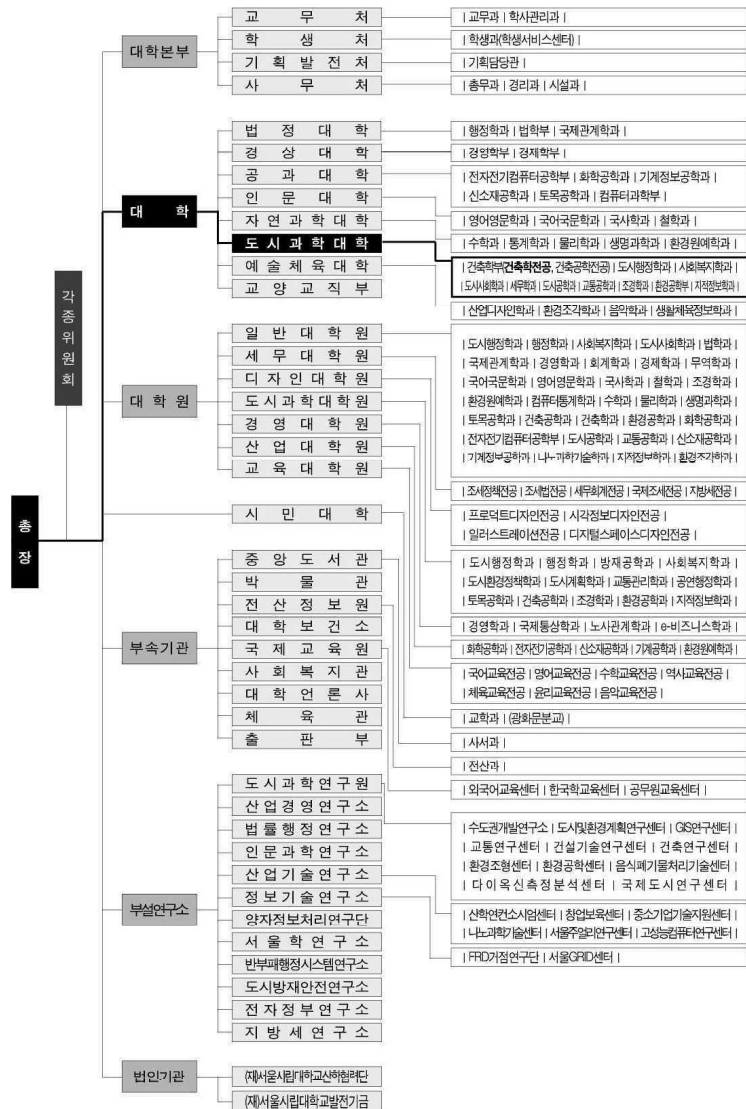 총장
각종위원회
대학본부
교무처
| 교무과 | 학사관리과 |
학생처
| 학생과(학생서비스센터) |
기획발전처
| 기획담당관 |
사무처
| 총무과 | 경리과 | 시설과 |
대학
법정대학
| 행정학과 | 법학부 | 국제관계학과 |
경상대학
| 경영학부 | 경제학부 |
공과대학
| 전자전기컴퓨터공학부 | 화학공학과 | 기계정보공학과 |
| 신소재공학과 | 토목공학과 | 컴퓨터과학부 |
인문대학
| 영어영문학과 | 국어국문학과 | 국사학과 | 철학과 |
자연과학대학
| 수학과 | 통계학과 | 물리학과 | 생명과학과 | 환경원예학과 |
도시과학대학
| 건축학부(건축학전공, 건축공학전공) | 도시행정학과 | 사회복지학과 |
| 도시사회학과 | 세무학과 | 도시공학과 | 교통공학과 | 조경학과 | 환경공학부 | 지적정보학과 |
예술체육대학
| 산업디자인학과 | 환경조각학과 | 음악학과 | 생활체육정보학과 |
교양교직부
대학원
일반대학원
| 도시행정학과 | 행정학과 | 사회복지학과 | 도시사회학과 | 법학과 |
| 국제관계학과 | 경영학과 | 회계학과 | 경제학과 | 무역학과 |
| 국어국문학과 | 영어영문학과 | 국사학과 | 철학과 | 조경학과 |
| 환경원예학과 | 컴퓨터통계학과 | 수학과 | 물리학과 | 생명과학과 |
| 토목공학과 | 건축공학과 | 건축학과 | 환경공학과 | 화학공학과 |
| 전자전기컴퓨터공학부 | 도시공학과 | 교통공학과 | 신소재공학과 |
| 기계정보공학과 | 나노과학기술학과 | 지적정보학과 | 환경조각학과 |
세무대학원
| 조세정책전공 | 조세법전공 | 세무회계전공 | 국제조세전공 | 지방세전공 |
디자인대학원
| 프로덕트디자인전공 | 시각정보디자인전공 |
| 일러스트레이션전공 | 디지털스페이스디자인전공 |
도시과학대학원
| 도시행정학과 | 행정학과 | 방재공학과 | 사회복지학과 |
| 도시환경정책학과 | 도시계획학과 | 교통관리학과 | 공연행정학과 |
| 토목공학과 | 건축공학과 | 조경학과 | 환경공학과 | 지적정보학과 |
경영대학원
| 경영학과 | 국제통상학과 | 노사관계학과 | e-비즈니스학과 |
산업대학원
| 화학공학과 | 전자전기공학과 | 신소재공학과 | 기계공학과 | 환경원예학과 |
교육대학원
| 국어교육전공 | 영어교육전공 | 수학교육전공 | 역사교육전공 |
| 체육교육전공 | 윤리교육전공 | 음악교육전공 |
시민대학
| 교학과 | (광화문분교) |
부속기관
중앙도서관
| 사서과 |
박물관
전산정보원
| 전산과 |
대학보건소
국제교육원
| 외국어교육센터 | 한국학교육센터 | 공무원교육센터 |
사회복지관
대학언론사
체육관
출판부
부설연구소
도시과학연구원
| 수도권개발연구소 | 도시및환경계획연구센터 | GIS연구센터 |
| 교통연구센터 | 건설기술연구센터 | 건축연구센터 |
| 환경조형센터 | 환경공학센터 | 음식폐기물처리기술센터 |
| 다이옥신측정분석센터 | 국제도시연구센터 |
산업경영연구소
법률행정연구소
인문과학연구소
산업기술연구소
| 산학연컨소시엄센터 | 창업보육센터 | 중소기업기술지원센터 |
| 나노과학기술센터 | 서울주얼리연구센터 | 고성능컴퓨터연구센터 |
정보기술연구소
| FRD거점연구단 | 서울GRID센터 |
양자정보처리연구단
서울학연구소
반부패행정시스템연구소
도시방재안전연구소
전자정부연구소
지방세연구소
법인기관
(재)서울시립대학교산학협력단
(재)서울시립대학교발전기금